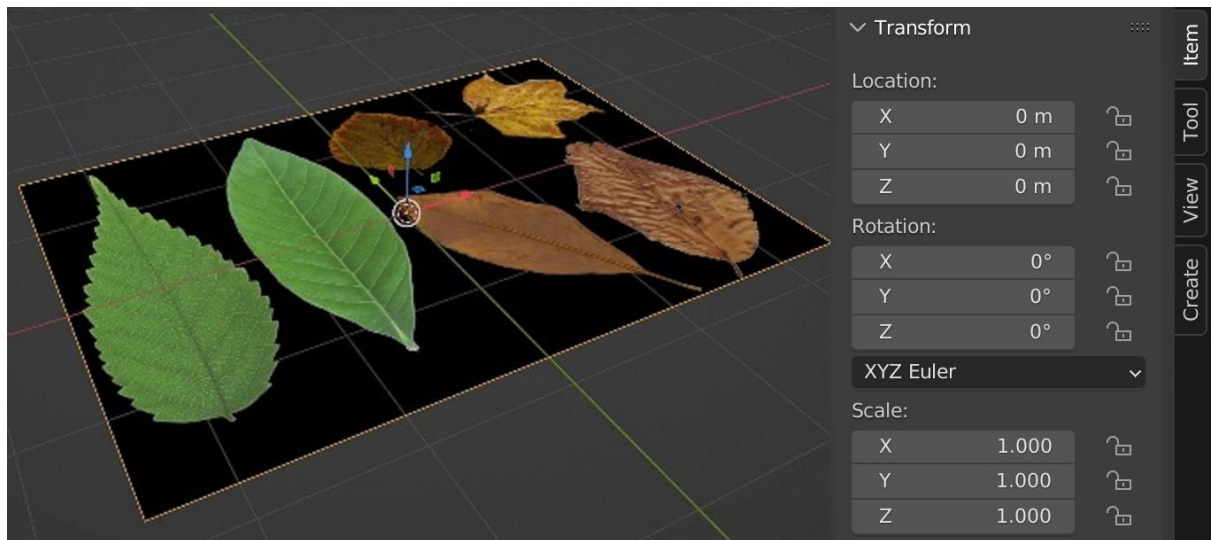 Transform
Location:
X 0 m
Y 0 m
Z 0 m
Rotation:
X 0°
Y 0°
Z 0°
XYZ Euler
Scale:
X 1.000
Y 1.000
Z 1.000
Item
Tool
View
Create